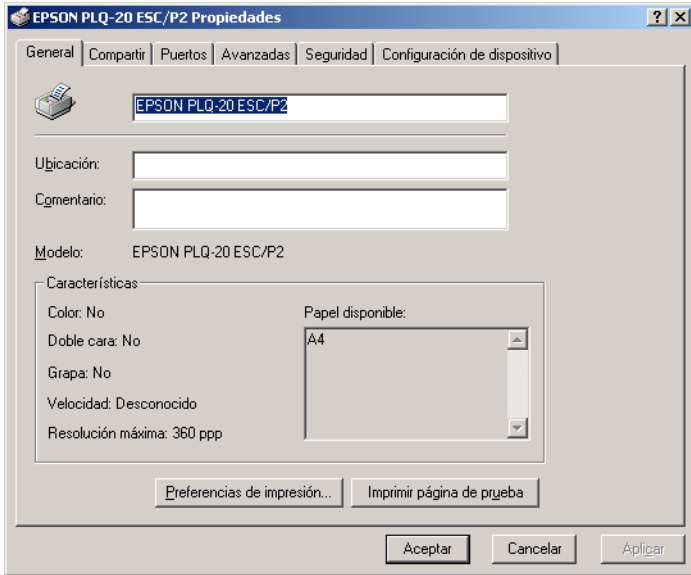 EPSON PLQ-20 ESC/P2 Propiedades
General Compartir Puertos Avanzadas Seguridad Configuración de dispositivo
EPSON PLQ-20 ESC/P2
Ubicación:
Comentario:
Modelo: EPSON PLQ-20 ESC/P2
Características
Color: No Papel disponible:
Doble cara: No A4
Grapa: No
Velocidad: Desconocido
Resolución máxima: 360 ppp
Preferencias de impresión... Imprimir página de prueba
Aceptar Cancelar Aplicar